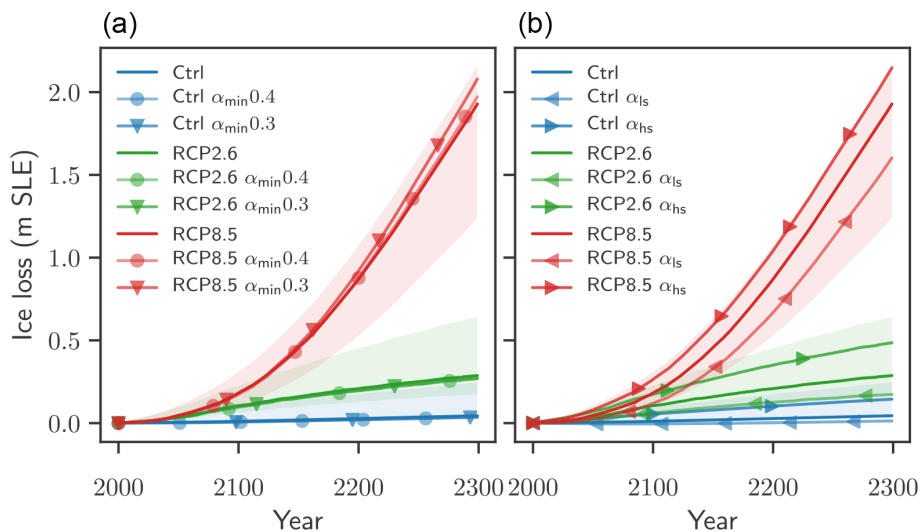 (a)
(b)
Ice loss (m SLE)
2.0
1.5
1.0
0.5
0.0
Ctrl
Ctrl αmin0.4
Ctrl αmin0.3
RCP2.6
RCP2.6 αmin0.4
RCP2.6 αmin0.3
RCP8.5
RCP8.5 αmin0.4
RCP8.5 αmin0.3
2000 2100 2200 2300
Year
Ctrl
Ctrl αls
Ctrl αhs
RCP2.6
RCP2.6 αls
RCP2.6 αhs
RCP8.5
RCP8.5 αls
RCP8.5 αhs
2000 2100 2200 2300
Year